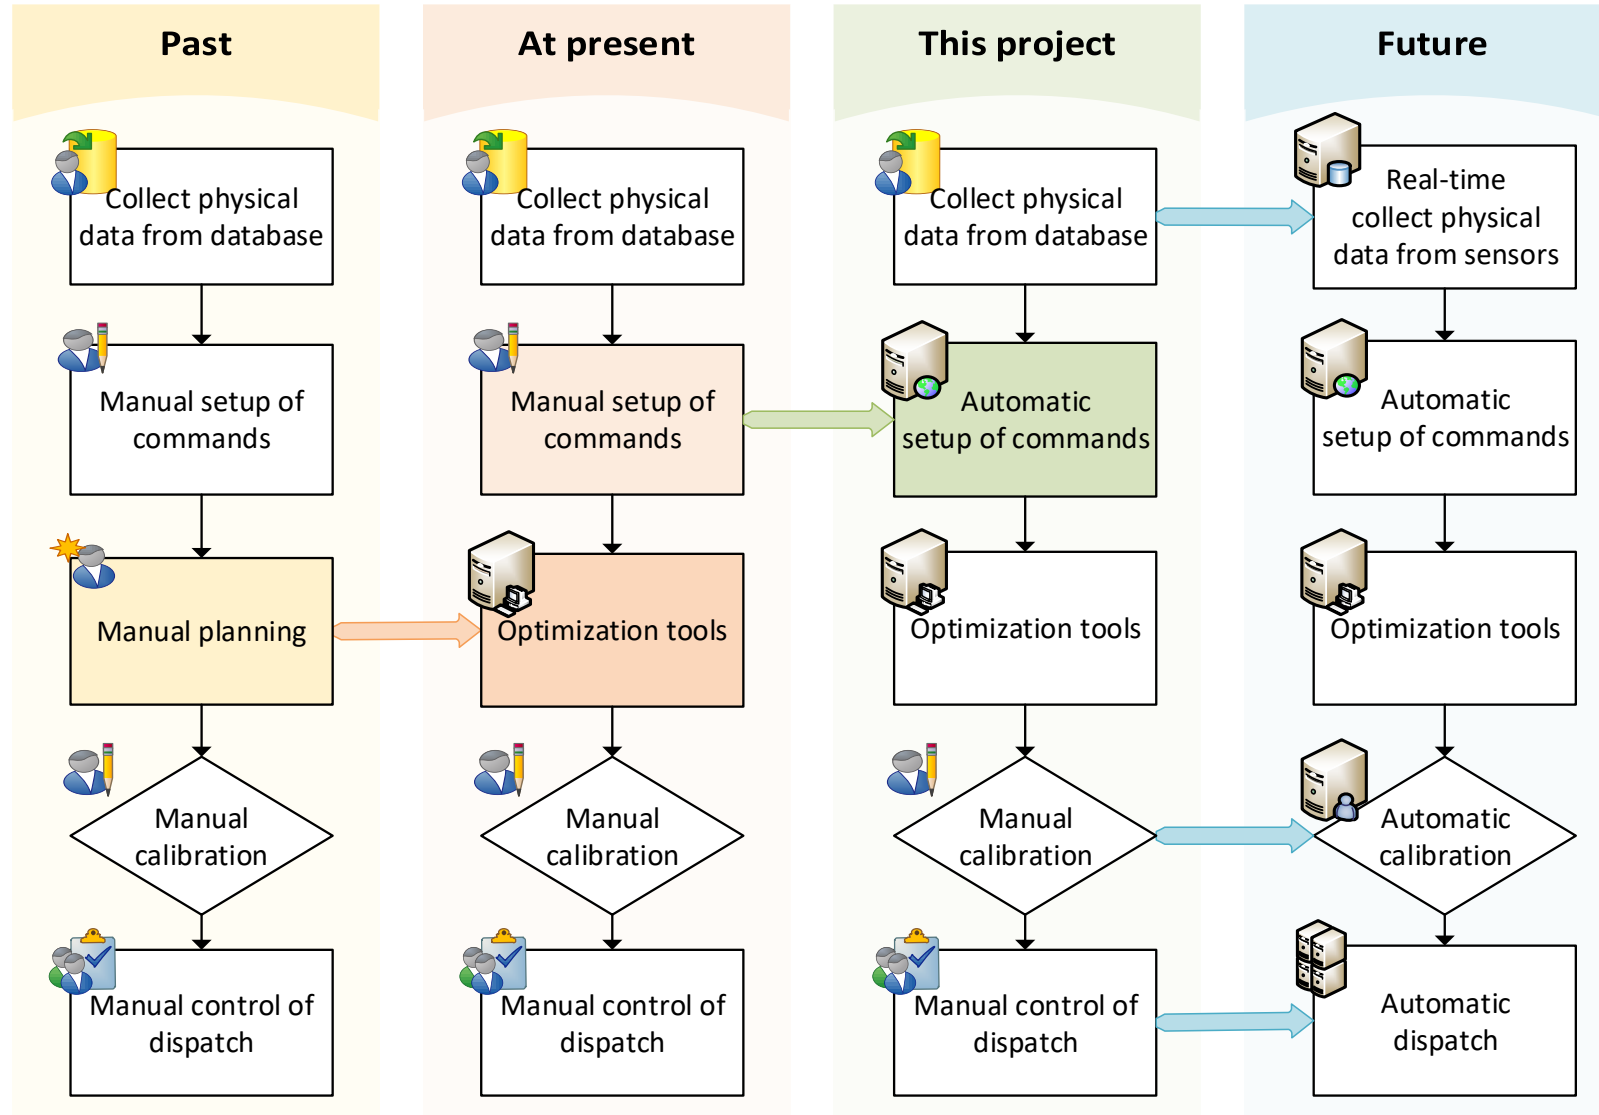 Past
Collect physical
data from database
Manual setup of
commands
Manual planning
Manual
calibration
Manual control of
dispatch
At present
Collect physical
data from database
Manual setup of
commands
Optimization tools
Manual
calibration
Manual control of
dispatch
This project
Collect physical
data from database
Automatic
setup of commands
Optimization tools
Manual
calibration
Manual control of
dispatch
Future
Real-time
collect physical
data from sensors
Automatic
setup of commands
Optimization tools
Automatic
calibration
Automatic
dispatch